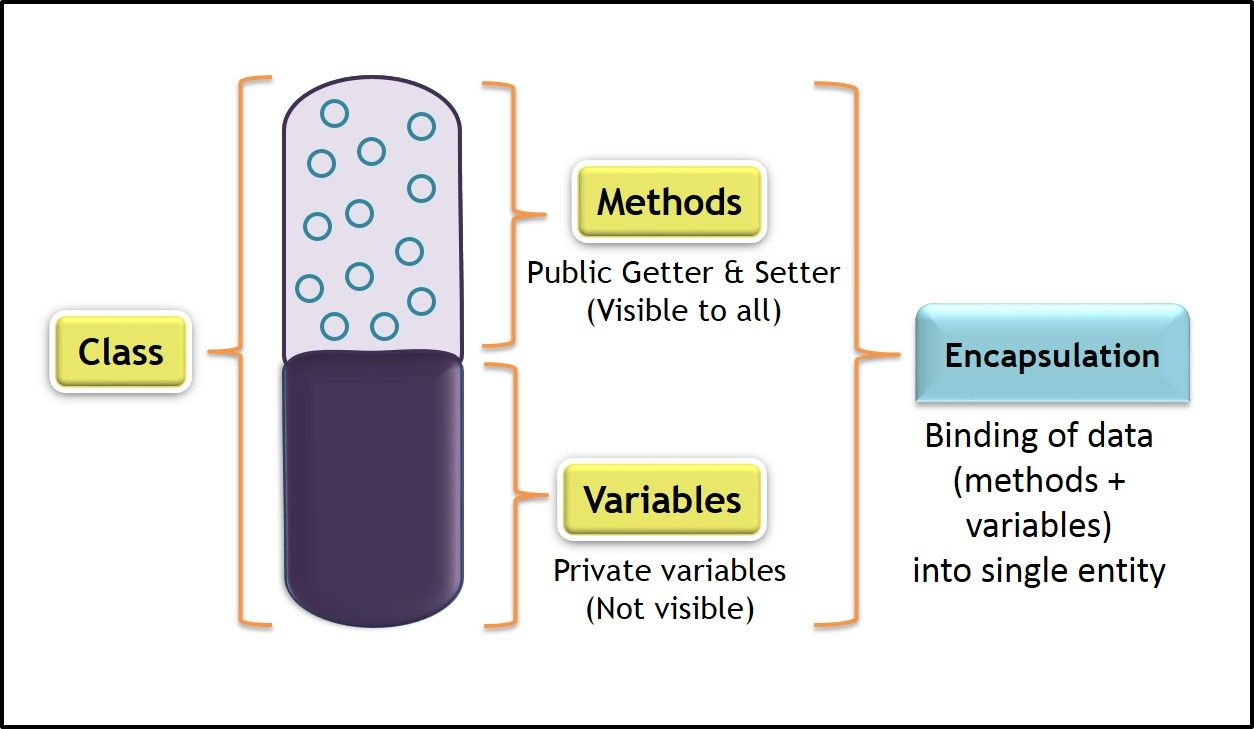 Class
Methods
Public Getter & Setter
(Visible to all)
Variables
Private variables
(Not visible)
Encapsulation
Binding of data
(methods +
variables)
into single entity